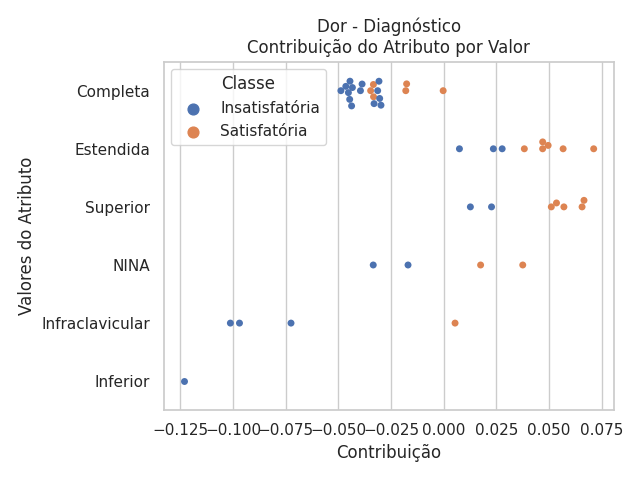 Dor - Diagnóstico
Contribuição do Atributo por Valor
Classe
Insatisfatória
Satisfatória
Valores do Atributo
Completa
Estendida
Superior
NINA
Infraclavicular
Inferior
−0.125 −0.100 −0.075 −0.050 −0.025 0.000 0.025 0.050 0.075
Contribuição